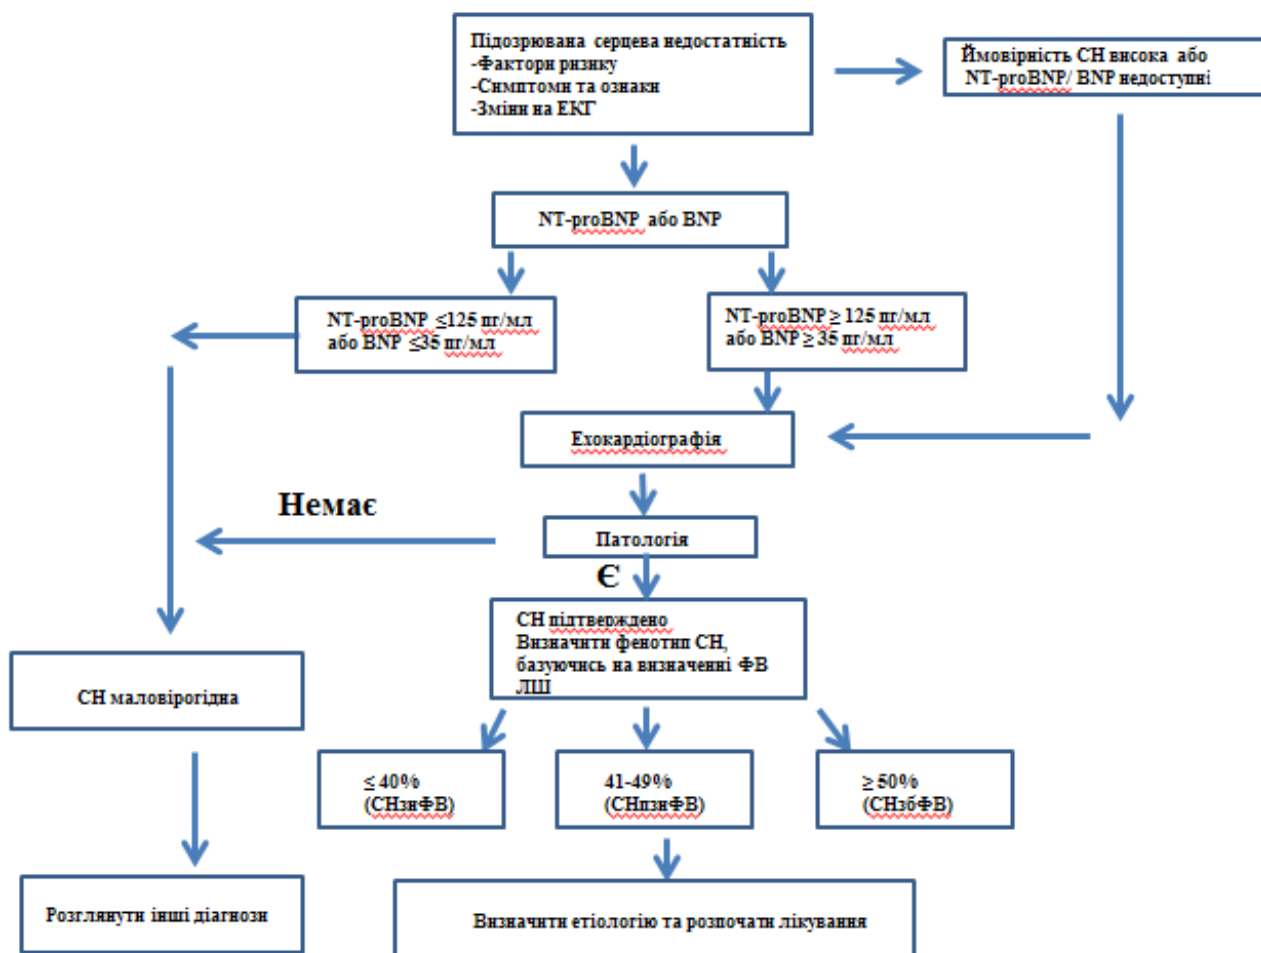 Підозрювана серцева недостатність
-Фактори ризику
-Симптоми та ознаки
-Зміни на ЕКГ
Ймовірність СН висока або
NT-proBNP/ BNP недоступні
NT-proBNP або BNP
NT-proBNP ≤125 пг/мл
або BNP ≤35 пг/мл
NT-proBNP ≥ 125 пг/мл
або BNP ≥ 35 пг/мл
Ехокардіографія
Немає
Патологія
Є
СН підтверждено
Визначити фенотип СН,
базуючись на визначенні ФВ
ЛШ
СН маловірогідна
≤ 40%
(СНзнФВ)
41-49%
(СНпзнФВ)
≥ 50%
(СНзбФВ)
Розглянути інші діагнози
Визначити етіологію та розпочати лікування